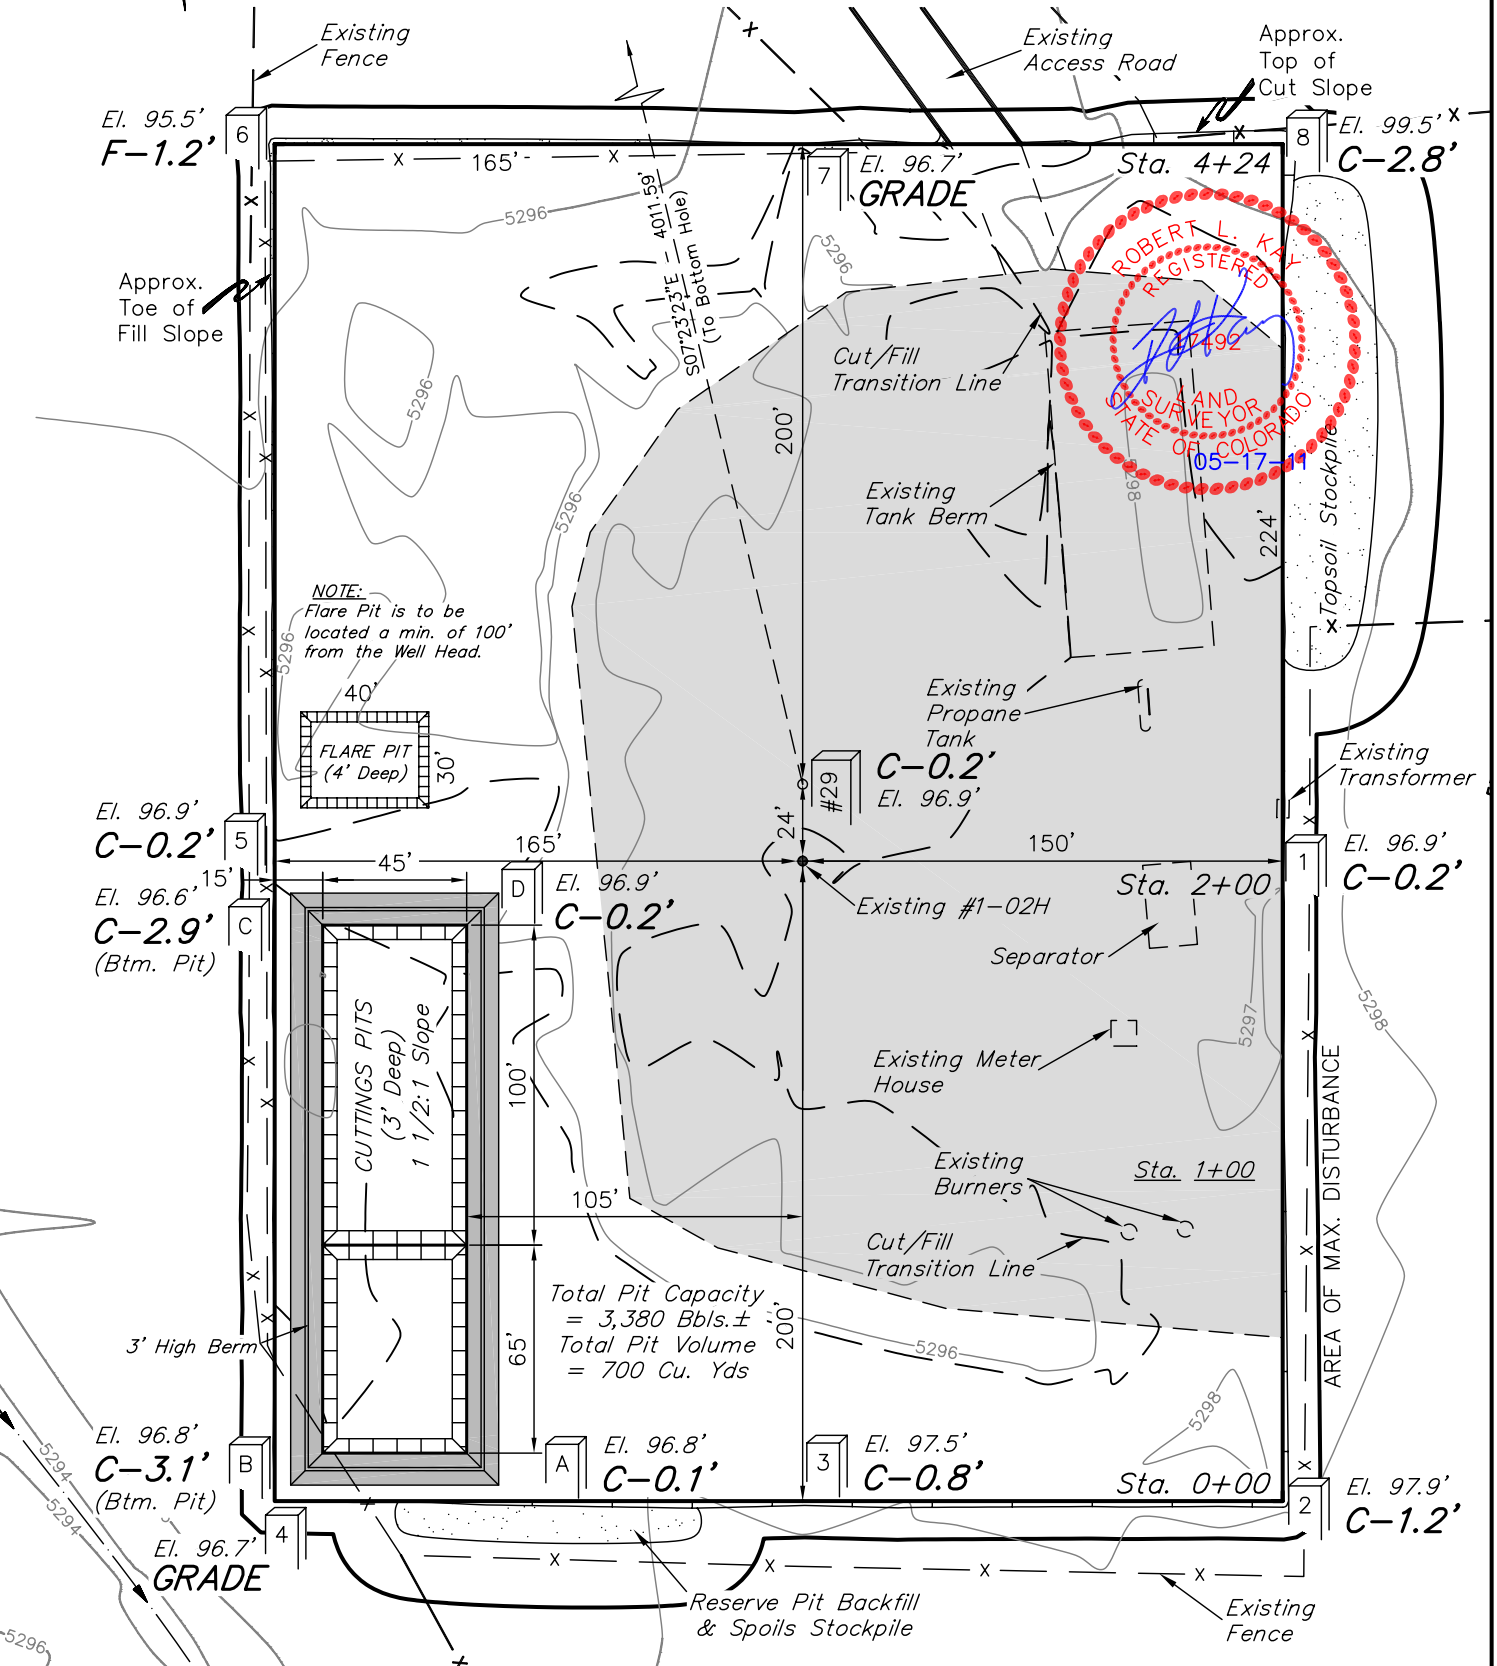 Existing
Fence
Existing
Access Road
Approx.
Top of
Cut Slope
El. 95.5'
F-1.2'
6
165'
El. 96.7'
GRADE
7
Sta. 4+24
8
El. 99.5'
C-2.8'
x
5296
S07°23'23"E - 4011.59'
(To Bottom Hole)
5296
ROBERT L. KAY
REGISTERED
17492
LAND
SURVEYOR
STATE OF COLORADO
05-17-11
Approx.
Toe of
Fill Slope
Cut/Fill
Transition Line
200'
5296
5296
5298
Existing
Tank Berm
224'
Topsoil Stockpile
NOTE:
Flare Pit is to be
located a min. of 100'
from the Well Head.
5296
40'
FLARE PIT
(4' Deep)
30'
Existing
Propane
Tank
C-0.2'
El. 96.9'
#29
24'
Existing
Transformer
El. 96.9'
C-0.2'
5
165'
150'
1
El. 96.9'
C-0.2'
15'
45'
El. 96.6'
C-2.9'
(Btm. Pit)
C
D
El. 96.9'
C-0.2'
Existing #1-02H
Sta. 2+00
Separator
CUTTINGS PITS
(3' Deep)
1 1/2:1 Slope
100'
5297
5298
Existing Meter
House
AREA OF MAX. DISTURBANCE
Existing
Burners
Sta. 1+00
105'
Cut/Fill
Transition Line
Total Pit Capacity
= 3,380 Bbls.±
Total Pit Volume
= 700 Cu. Yds
200'
65'
3' High Berm
5296
5298
5294
5294
El. 96.8'
C-3.1'
(Btm. Pit)
B
A
El. 96.8'
C-0.1'
3
El. 97.5'
C-0.8'
Sta. 0+00
2
El. 97.9'
C-1.2'
4
El. 96.7'
GRADE
5296
Reserve Pit Backfill
& Spoils Stockpile
Existing
Fence